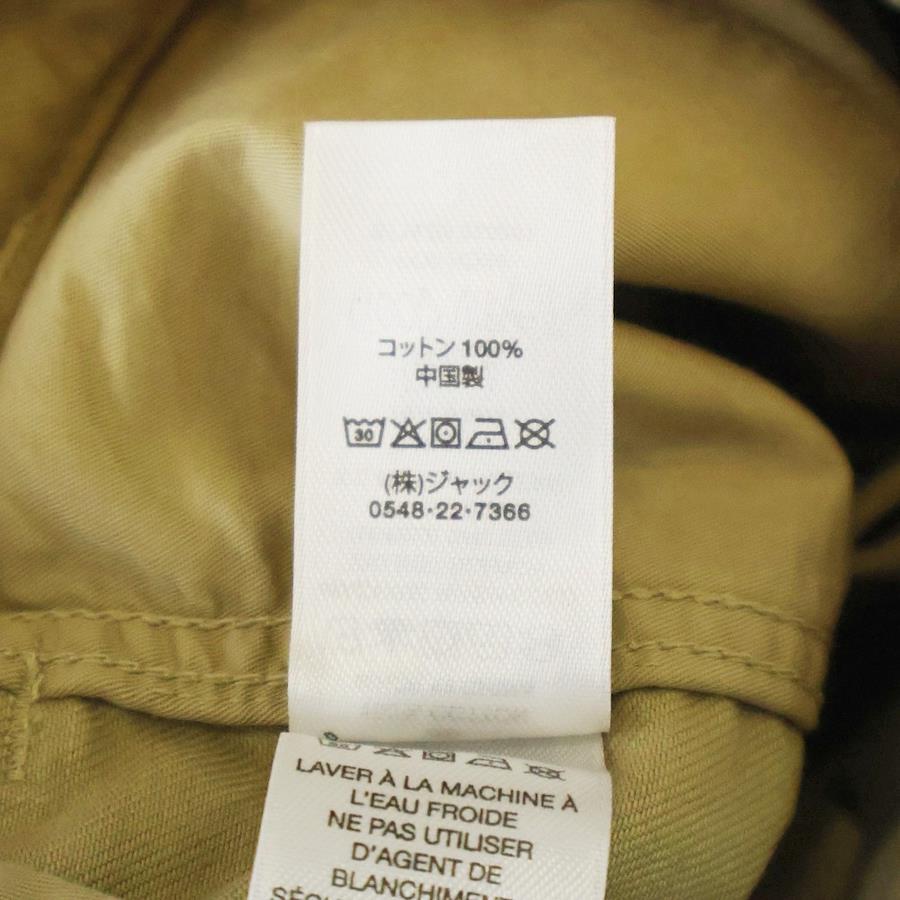 コットン 100%
中国製
30
(株)ジャック
0548･22･7366
LAVER À LA MACHINE À
L'EAU FROIDE
NE PAS UTILISER
D'AGENT DE